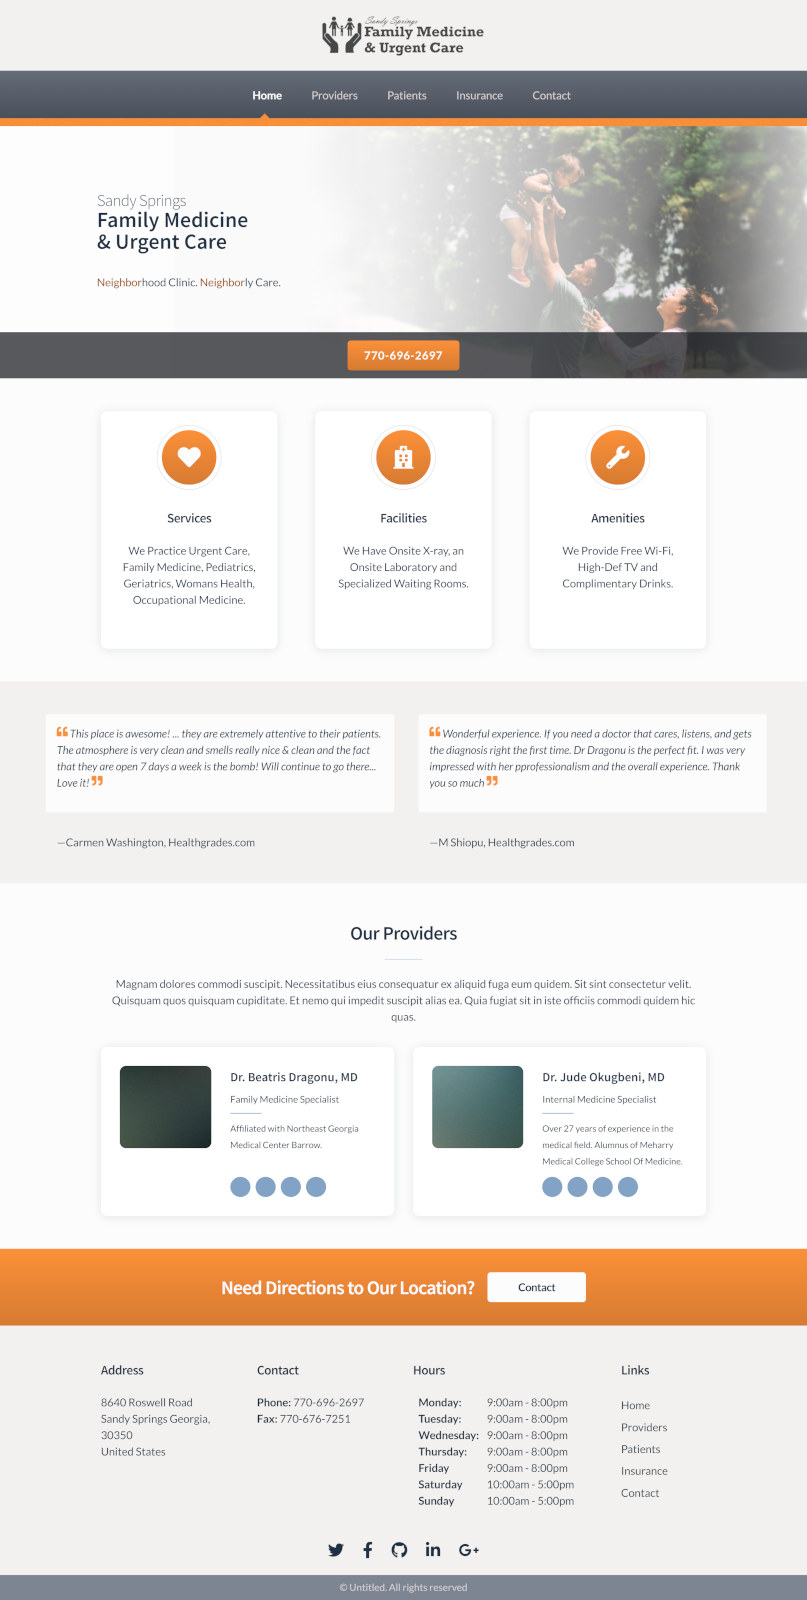 Sandy Springs
Family Medicine
& Urgent Care
Home Providers Patients Insurance Contact
Sandy Springs
Family Medicine
& Urgent Care
Neighborhood Clinic. Neighborly Care.
770-696-2697
Services
We Practice Urgent Care,
Family Medicine, Pediatrics,
Geriatrics, Womans Health,
Occupational Medicine.
Facilities
We Have Onsite X-ray, an
Onsite Laboratory and
Specialized Waiting Rooms.
Amenities
We Provide Free Wi-Fi,
High-Def TV and
Complimentary Drinks.
❝ This place is awesome! ... they are extremely attentive to their patients.
The atmosphere is very clean and smells really nice & clean and the fact
that they are open 7 days a week is the bomb! Will continue to go there...
Love it! ❞
—Carmen Washington, Healthgrades.com
❝ Wonderful experience. If you need a doctor that cares, listens, and gets
the diagnosis right the first time. Dr Dragonu is the perfect fit. I was very
impressed with her pprofessionalism and the overall experience. Thank
you so much ❞
—M Shiopu, Healthgrades.com
Our Providers
Magnam dolores commodi suscipit. Necessitatibus eius consequatur ex aliquid fuga eum quidem. Sit sint consectetur velit.
Quisquam quos quisquam cupiditate. Et nemo qui impedit suscipit alias ea. Quia fugiat sit in iste officiis commodi quidem hic
quas.
Dr. Beatris Dragonu, MD
Family Medicine Specialist
Affiliated with Northeast Georgia
Medical Center Barrow.
Dr. Jude Okugbeni, MD
Internal Medicine Specialist
Over 27 years of experience in the
medical field. Alumnus of Meharry
Medical College School Of Medicine.
Need Directions to Our Location?
Contact
Address
8640 Roswell Road
Sandy Springs Georgia,
30350
United States
Contact
Phone: 770-696-2697
Fax: 770-676-7251
Hours
Monday: 9:00am - 8:00pm
Tuesday: 9:00am - 8:00pm
Wednesday: 9:00am - 8:00pm
Thursday: 9:00am - 8:00pm
Friday 9:00am - 8:00pm
Saturday 10:00am - 5:00pm
Sunday 10:00am - 5:00pm
Links
Home
Providers
Patients
Insurance
Contact
© Untitled. All rights reserved